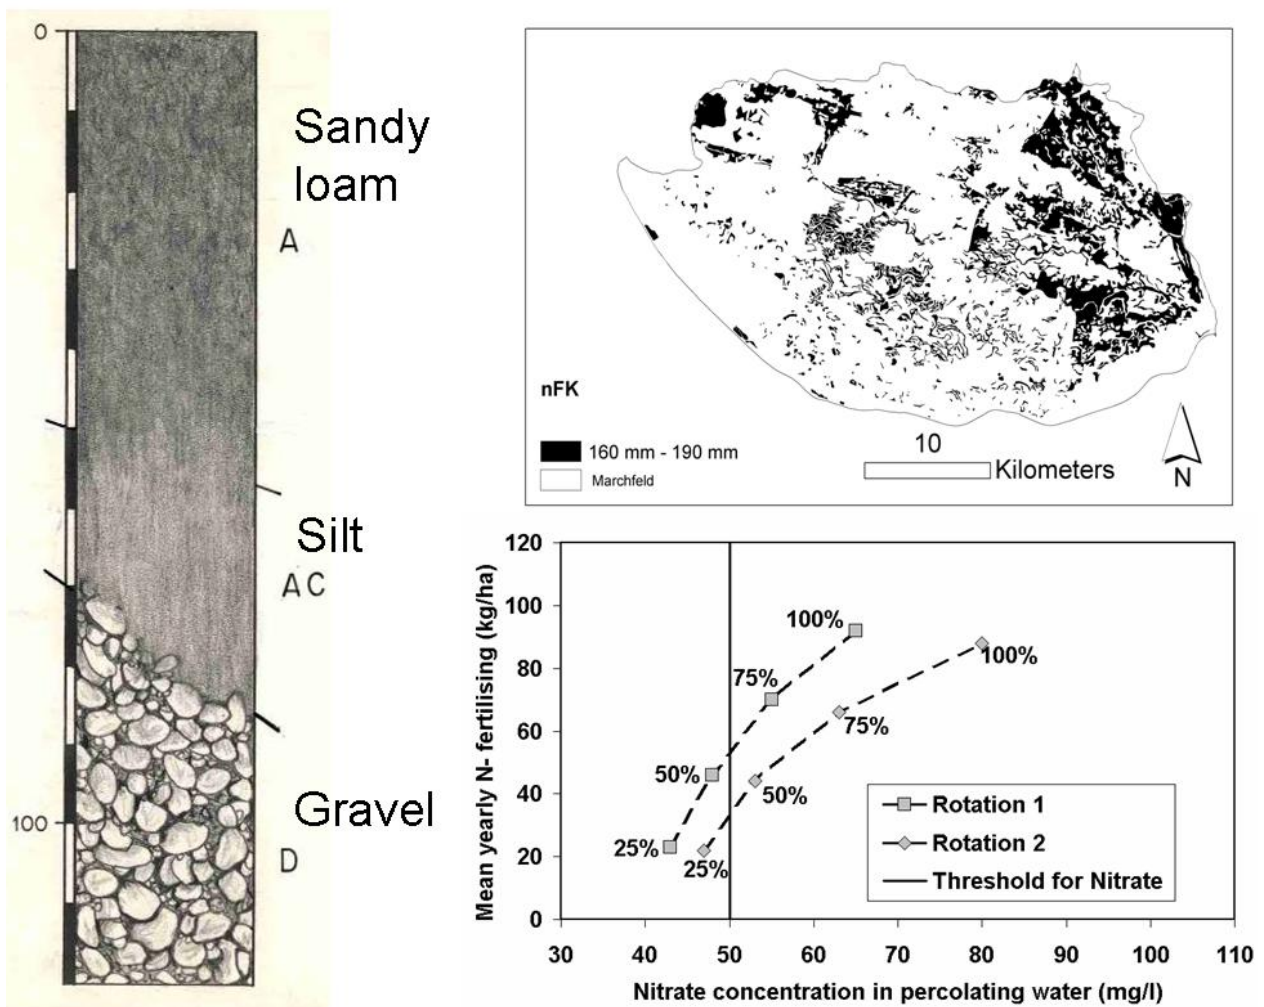 0
Sandy
loam
A
Silt
AC
Gravel
100
D
nFK
160 mm - 190 mm
Marchfeld
10
Kilometers
N
Mean yearly N- fertilising (kg/ha)
120
100
80
60
40
20
0
100%
75%
50%
25%
100%
75%
50%
25%
Rotation 1
Rotation 2
Threshold for Nitrate
30 40 50 60 70 80 90 100 110
Nitrate concentration in percolating water (mg/l)